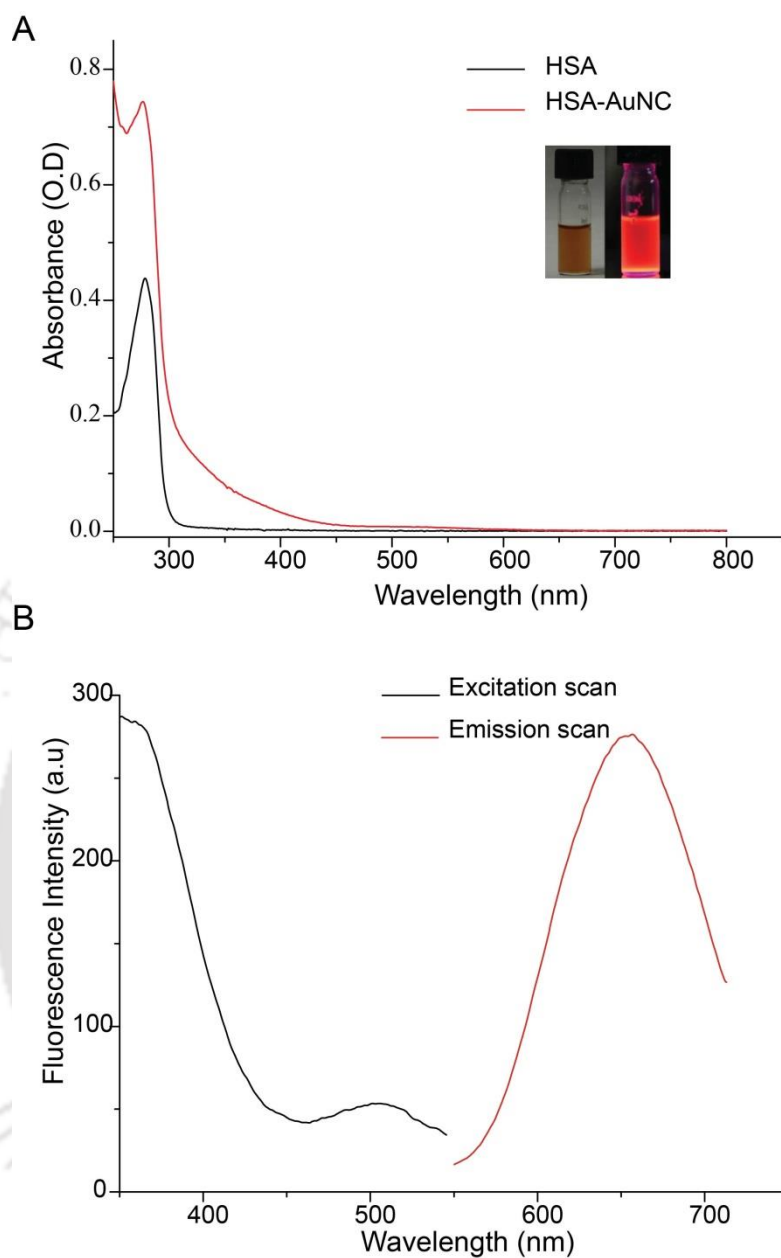 A
HSA
HSA-AuNC
Absorbance (O.D)
0.8
0.6
0.4
0.2
0.0
300 400 500 600 700 800
Wavelength (nm)
B
Excitation scan
Emission scan
Fluorescence Intensity (a.u)
300
200
100
0
400 500 600 700
Wavelength (nm)